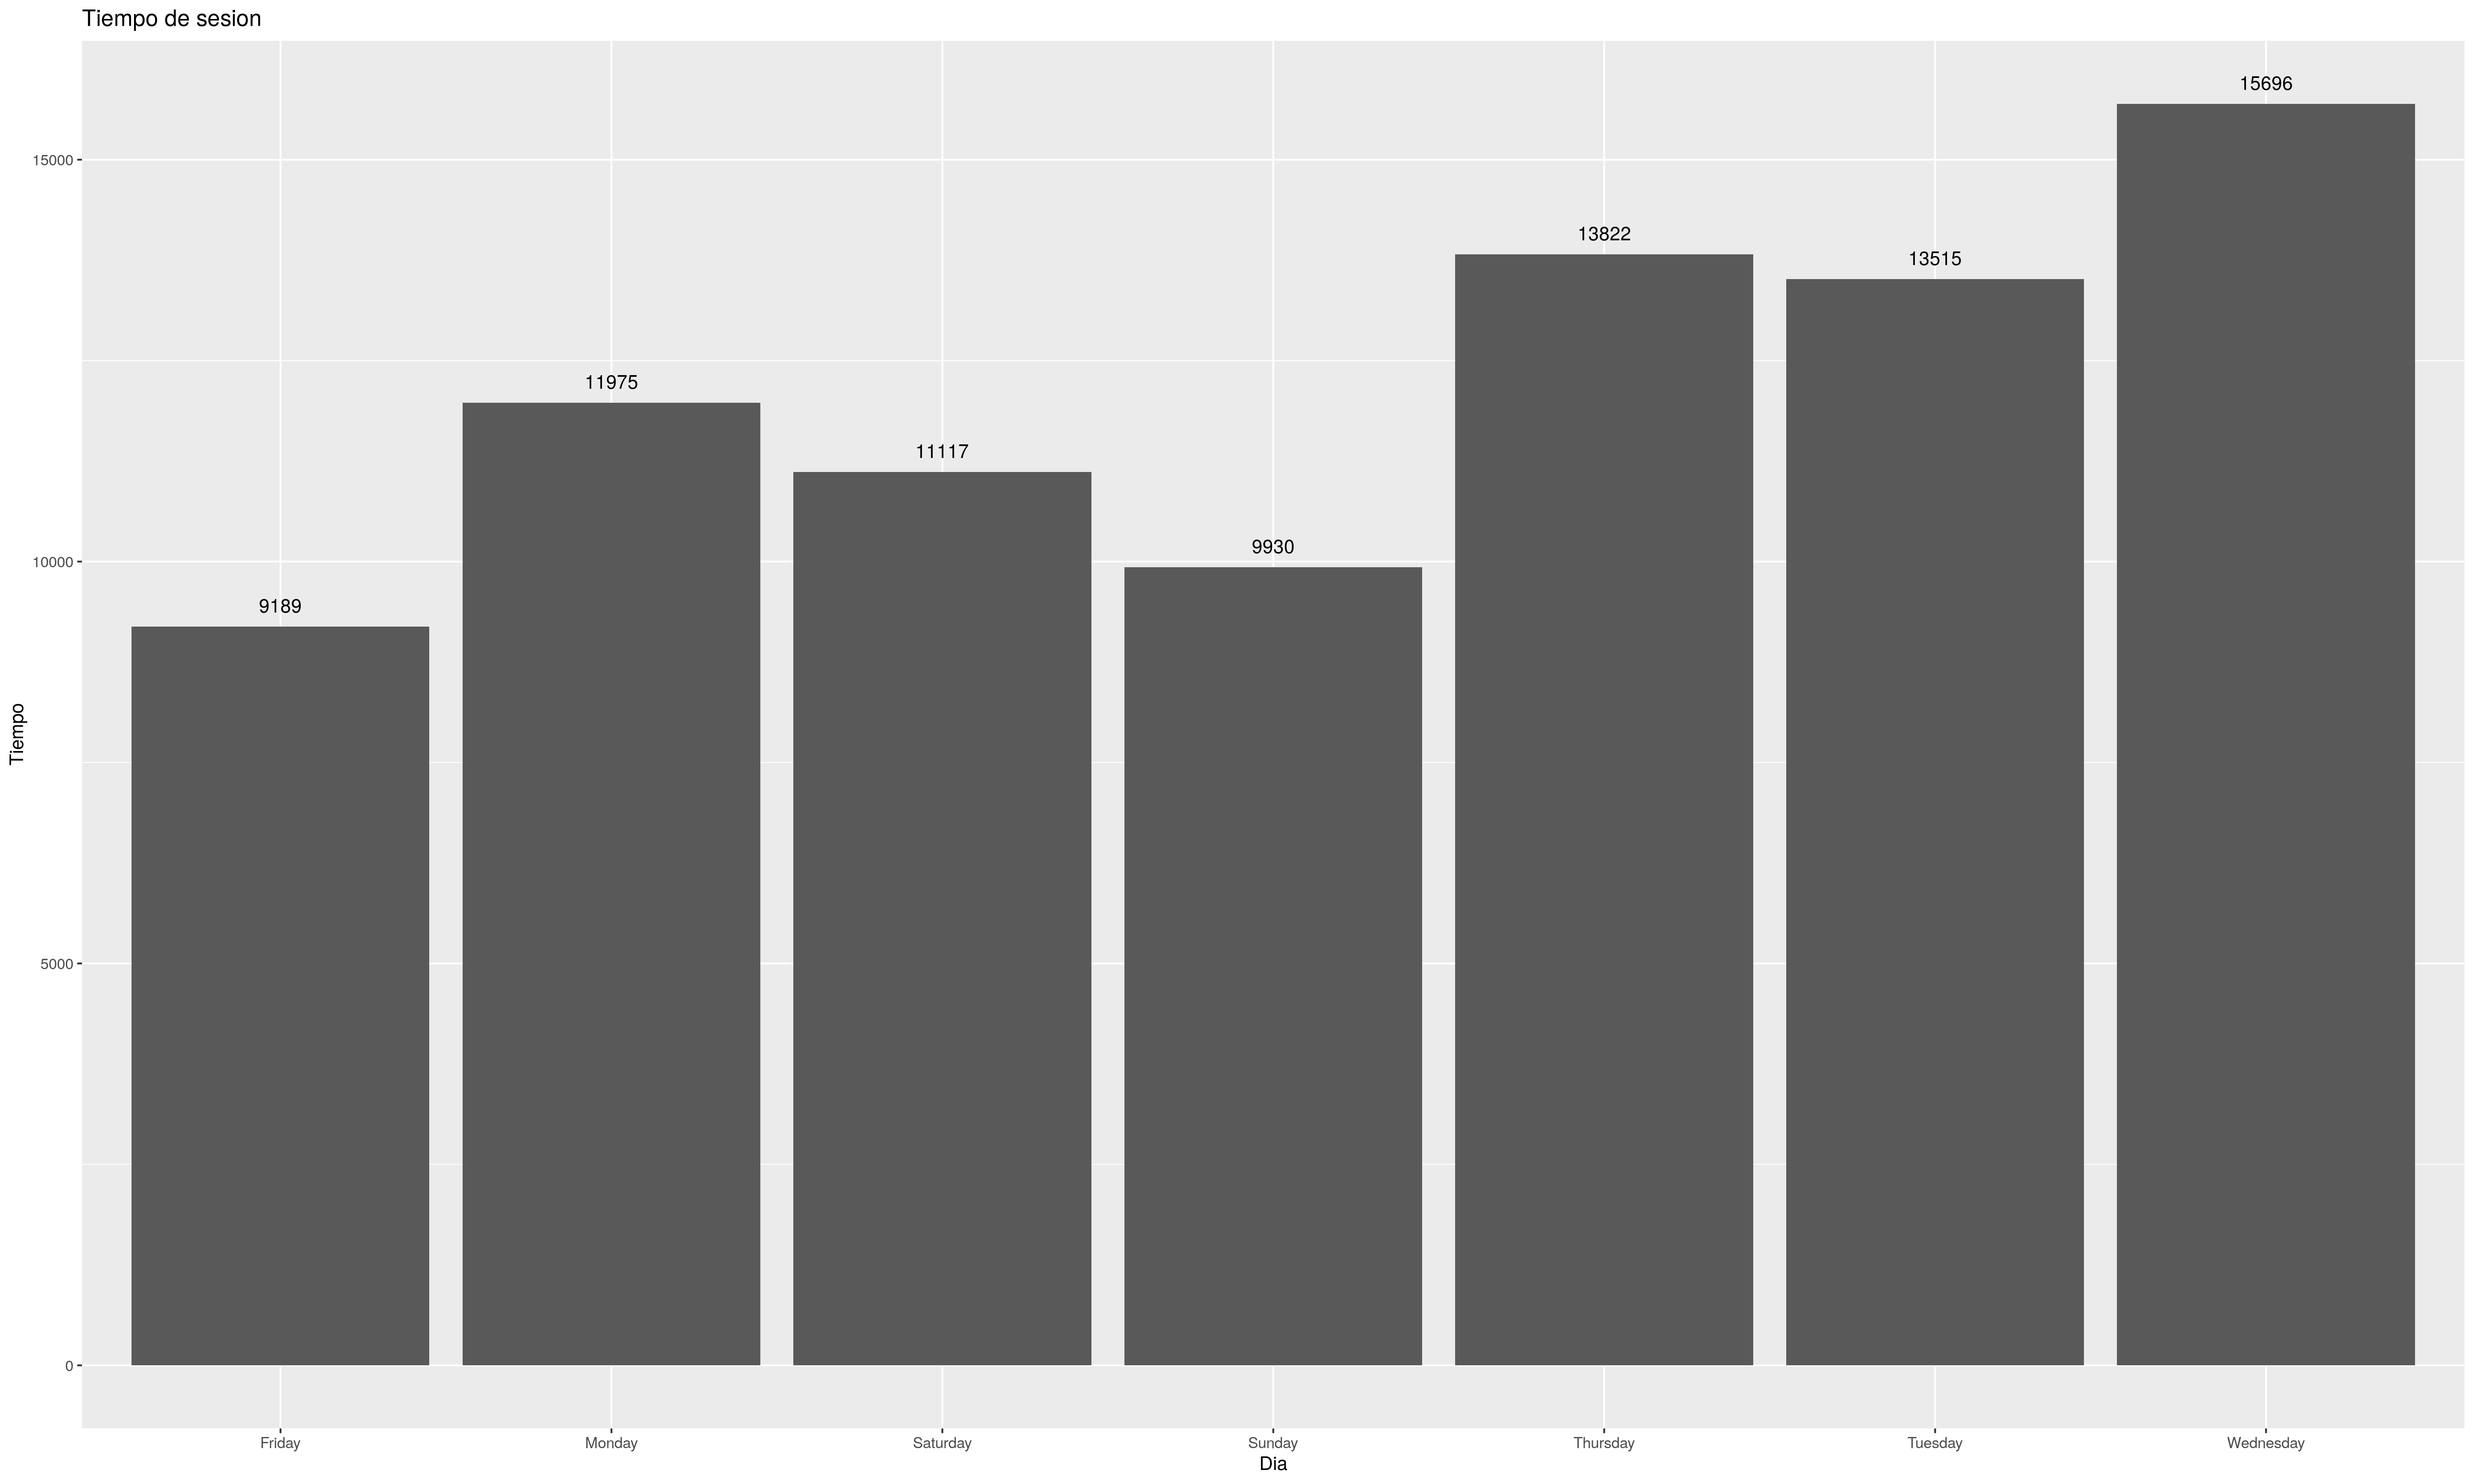 Tiempo de sesion
15696
15000
13822
13515
11975
11117
10000
9930
9189
Tiempo
5000
0
Friday Monday Saturday Sunday Thursday Tuesday Wednesday
Dia